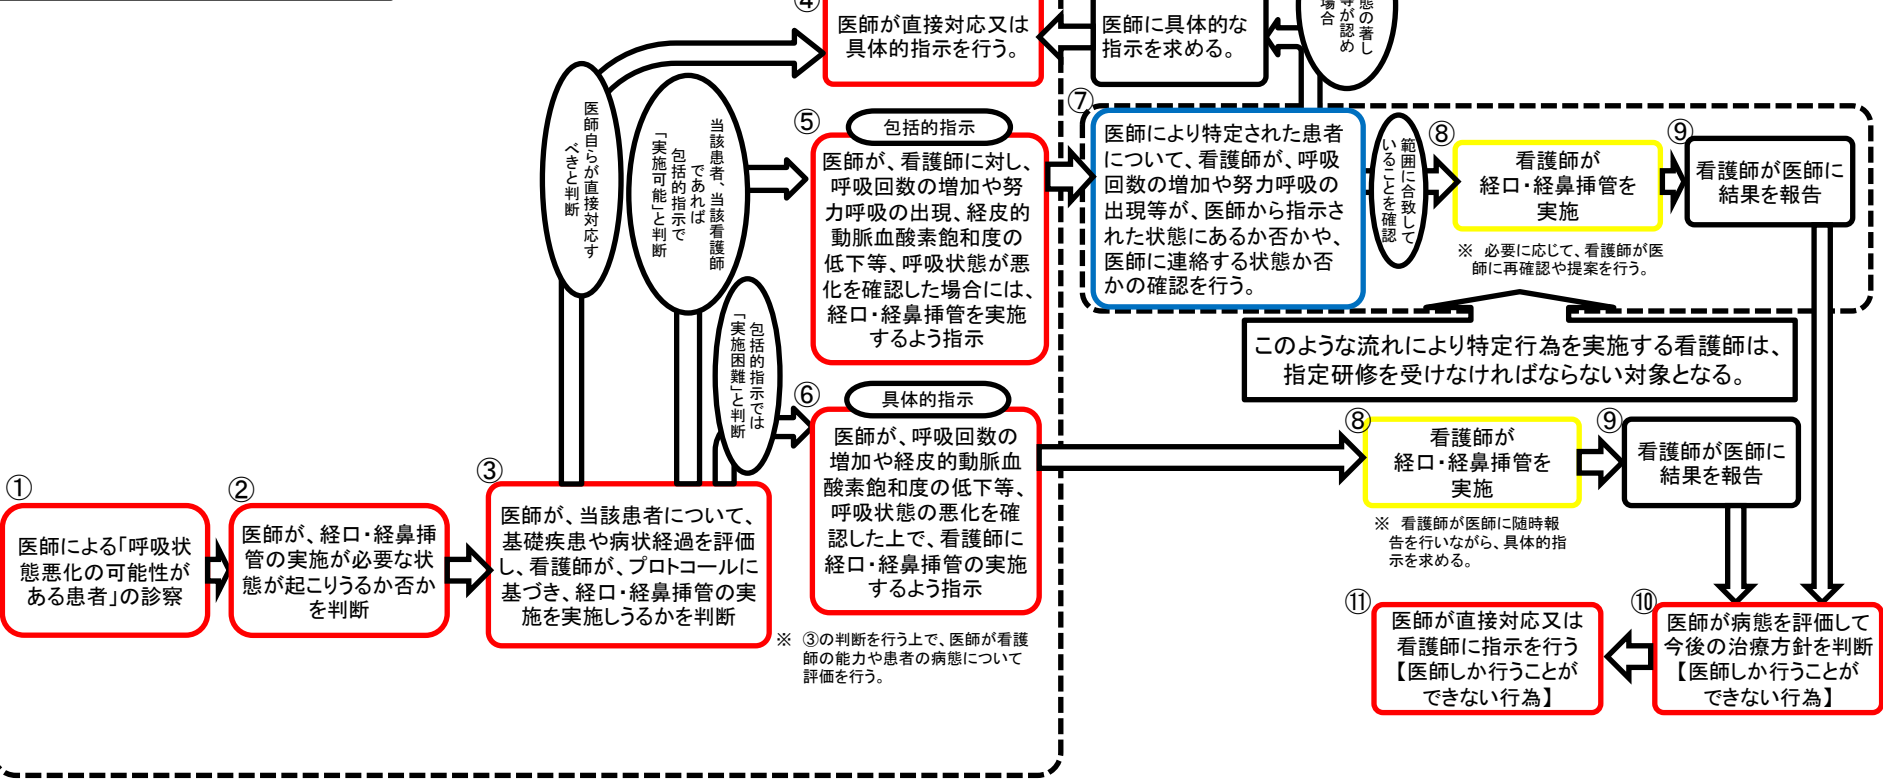 ④
医師が直接対応又は
具体的指示を行う。
医師に具体的な
指示を求める。
態の著し
等が認め
場合
医師自らが直接対応す
べきと判断
当該患者、当該看護師
であれば
包括的指示で
「実施可能」と判断
包括的指示では
「実施困難」と判断
⑤
包括的指示
医師が、看護師に対し、
呼吸回数の増加や努
力呼吸の出現、経皮的
動脈血酸素飽和度の
低下等、呼吸状態が悪
化を確認した場合には、
経口・経鼻挿管を実施
するよう指示
⑦
医師により特定された患者
について、看護師が、呼吸
回数の増加や努力呼吸の
出現等が、医師から指示さ
れた状態にあるか否かや、
医師に連絡する状態か否
かの確認を行う。
範囲に合致して
いることを確認
⑧
看護師が
経口・経鼻挿管を
実施
※ 必要に応じて、看護師が医
師に再確認や提案を行う。
⑨
看護師が医師に
結果を報告
このような流れにより特定行為を実施する看護師は、
指定研修を受けなければならない対象となる。
⑥
具体的指示
医師が、呼吸回数の
増加や経皮的動脈血
酸素飽和度の低下等、
呼吸状態の悪化を確
認した上で、看護師に
経口・経鼻挿管の実施
するよう指示
⑧
看護師が
経口・経鼻挿管を
実施
※ 看護師が医師に随時報
告を行いながら、具体的指
示を求める。
⑨
看護師が医師に
結果を報告
①
医師による「呼吸状
態悪化の可能性が
ある患者」の診察
②
医師が、経口・経鼻挿
管の実施が必要な状
態が起こりうるか否か
を判断
③
医師が、当該患者について、
基礎疾患や病状経過を評価
し、看護師が、プロトコールに
基づき、経口・経鼻挿管の実
施を実施しうるかを判断
※ ③の判断を行う上で、医師が看護
師の能力や患者の病態について
評価を行う。
⑪
医師が直接対応又は
看護師に指示を行う
【医師しか行うことが
できない行為】
⑩
医師が病態を評価して
今後の治療方針を判断
【医師しか行うことが
できない行為】